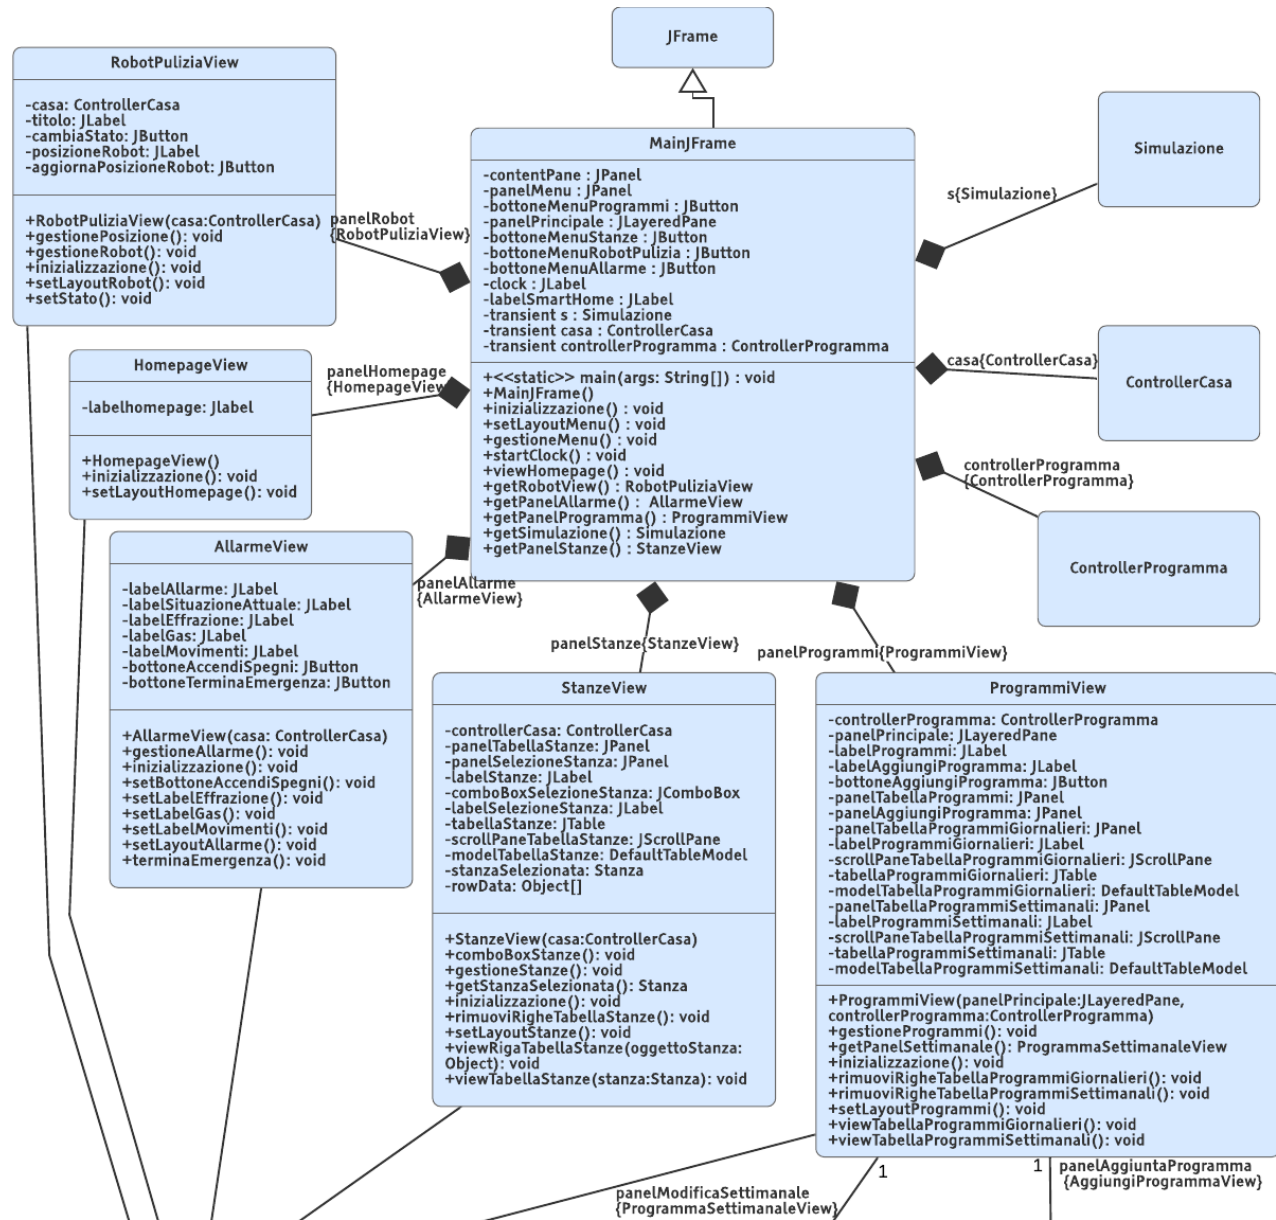 JFrame
RobotPuliziaView
-casa: ControllerCasa
-titolo: JLabel
-cambiaStato: JButton
-posizioneRobot: JLabel
-aggiornaPosizioneRobot: JButton
+RobotPuliziaView(casa:ControllerCasa)
+gestionePosizione(): void
+gestioneRobot(): void
+inizializzazione(): void
+setLayoutRobot(): void
+setStato(): void
panelRobot
{RobotPuliziaView}
MainJFrame
-contentPane : JPanel
-panelMenu : JPanel
-bottoneMenuProgrammi : JButton
-panelPrincipale : JLayeredPane
-bottoneMenuStanze : JButton
-bottoneMenuRobotPulizia : JButton
-bottoneMenuAllarme : JButton
-clock : JLabel
-labelSmartHome : JLabel
-transient s : Simulazione
-transient casa : ControllerCasa
-transient controllerProgramma : ControllerProgramma
+<<static>> main(args: String[]) : void
+MainJFrame()
+inizializzazione() : void
+setLayoutMenu() : void
+gestioneMenu() : void
+startClock() : void
+viewHomepage() : void
+getRobotView() : RobotPuliziaView
+getPanelAllarme() :  AllarmeView
+getPanelProgramma() : ProgrammiView
+getSimulazione() : Simulazione
+getPanelStanze() : StanzeView
Simulazione
s{Simulazione}
casa{ControllerCasa}
ControllerCasa
controllerProgramma
{ControllerProgramma}
ControllerProgramma
HomepageView
-labelhomepage: Jlabel
+HomepageView()
+inizializzazione(): void
+setLayoutHomepage(): void
panelHomepage
{HomepageView
AllarmeView
-labelAllarme: JLabel
-labelSituazioneAttuale: JLabel
-labelEffrazione: JLabel
-labelGas: JLabel
-labelMovimenti: JLabel
-bottoneAccendiSpegni: JButton
-bottoneTerminaEmergenza: JButton
+AllarmeView(casa: ControllerCasa)
+gestioneAllarme(): void
+inizializzazione(): void
+setBottoneAccendiSpegni(): void
+setLabelEffrazione(): void
+setLabelGas(): void
+setLabelMovimenti(): void
+setLayoutAllarme(): void
+terminaEmergenza(): void
panelAllarme
{AllarmeView}
panelStanze{StanzeView}
StanzeView
-controllerCasa: ControllerCasa
-panelTabellaStanze: JPanel
-panelSelezioneStanza: JPanel
-labelStanze: JLabel
-comboBoxSelezioneStanza: JComboBox
-labelSelezioneStanza: JLabel
-tabellaStanze: JTable
-scrollPaneTabellaStanze: JScrollPane
-modelTabellaStanze: DefaultTableModel
-stanzaSelezionata: Stanza
-rowData: Object[]
+StanzeView(casa:ControllerCasa)
+comboBoxStanze(): void
+gestioneStanze(): void
+getStanzaSelezionata(): Stanza
+inizializzazione(): void
+rimuoviRigheTabellaStanze(): void
+setLayoutStanze(): void
+viewRigaTabellaStanze(oggettoStanza:
Object): void
+viewTabellaStanze(stanza:Stanza): void
panelProgrammi{ProgrammiView}
ProgrammiView
-controllerProgramma: ControllerProgramma
-panelPrincipale: JLayeredPane
-labelProgrammi: JLabel
-labelAggiungiProgramma: JLabel
-bottoneAggiungiProgramma: JButton
-panelTabellaProgrammi: JPanel
-panelAggiungiProgramma: JPanel
-panelTabellaProgrammiGiornalieri: JPanel
-labelProgrammiGiornalieri: JLabel
-scrollPaneTabellaProgrammiGiornalieri: JScrollPane
-tabellaProgrammiGiornalieri: JTable
-modelTabellaProgrammiGiornalieri: DefaultTableModel
-panelTabellaProgrammiSettimanali: JPanel
-labelProgrammiSettimanali: JLabel
-scrollPaneTabellaProgrammiSettimanali: JScrollPane
-tabellaProgrammiSettimanali: JTable
-modelTabellaProgrammiSettimanali: DefaultTableModel
+ProgrammiView(panelPrincipale:JLayeredPane,
controllerProgramma:ControllerProgramma)
+gestioneProgrammi(): void
+getPanelSettimanale(): ProgrammaSettimanaleView
+inizializzazione(): void
+rimuoviRigheTabellaProgrammiGiornalieri(): void
+rimuoviRigheTabellaProgrammiSettimanali(): void
+setLayoutProgrammi(): void
+viewTabellaProgrammiGiornalieri(): void
+viewTabellaProgrammiSettimanali(): void
1
panelModificaSettimanale
{ProgrammaSettimanaleView}
1
panelAggiuntaProgramma
{AggiungiProgrammaView}